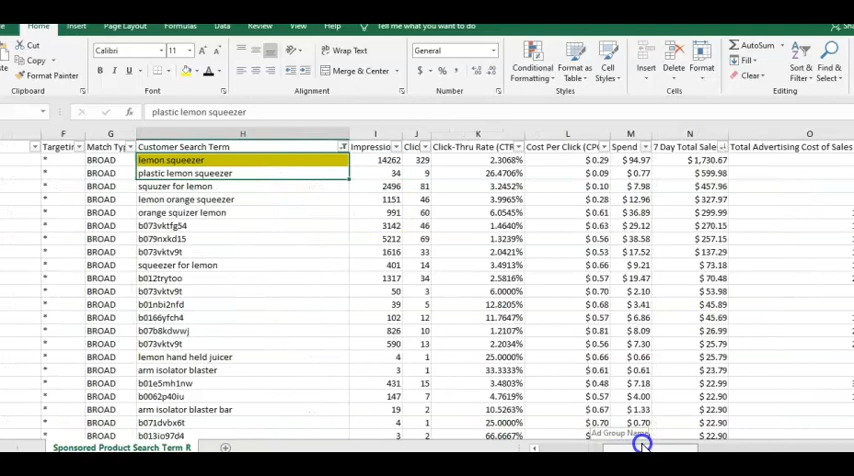 Home Insert Page Layout Formulas Data Review View Help Tell me what you want to do
Cut
Copy
Format Painter
Clipboard
Calibri 11
B I U
Font
Wrap Text
Merge & Center
Alignment
General
$ %
Number
Conditional Formatting
Format as Table
Cell Styles
Styles
Insert Delete Format
Cells
AutoSum
Fill
Clear
Sort & Filter
Find & Select
Editing
fx plastic lemon squeezer
F G H I J K L M N O
Targetin Match Typ Customer Search Term Impression Click Click-Thru Rate (CTR Cost Per Click (CPC Spend 7 Day Total Sale Total Advertising Cost of Sales
* BROAD lemon squeezer 14262 329 2.3068% $ 0.29 $ 94.97 $ 1,730.67
* BROAD plastic lemon squeezer 34 9 26.4706% $ 0.09 $ 0.77 $ 599.98
* BROAD squzer for lemon 2496 81 3.2452% $ 0.10 $ 7.98 $ 457.96
* BROAD lemon orange squeezer 1151 46 3.9965% $ 0.28 $ 12.96 $ 327.97
* BROAD orange squizer lemon 991 60 6.0545% $ 0.61 $ 36.89 $ 299.99
* BROAD b073vktfg54 3142 46 1.4640% $ 0.63 $ 29.12 $ 270.15
* BROAD b079nxkd15 5212 69 1.3239% $ 0.56 $ 38.58 $ 257.15
* BROAD b073vktv9t 1616 33 2.0421% $ 0.53 $ 17.52 $ 137.29
* BROAD squeezer for lemon 401 14 3.4913% $ 0.66 $ 9.21 $ 73.18
* BROAD b012trytoo 1317 34 2.5816% $ 0.57 $ 19.47 $ 70.48
* BROAD b073vktv9t 50 3 6.0000% $ 0.70 $ 2.10 $ 53.98
* BROAD b01nbi2nfd 39 5 12.8205% $ 0.68 $ 3.41 $ 45.89
* BROAD b0166yfch4 102 12 11.7647% $ 0.57 $ 6.86 $ 45.69
* BROAD b07b8kdwwj 826 10 1.2107% $ 0.81 $ 8.09 $ 26.99
* BROAD b073vktv9t 590 13 2.2034% $ 0.56 $ 7.30 $ 25.79
* BROAD lemon hand held juicer 4 1 25.0000% $ 0.66 $ 0.66 $ 25.79
* BROAD arm isolator blaster 3 1 33.3333% $ 0.61 $ 0.61 $ 23.79
* BROAD b01e5mh1nw 431 15 3.4803% $ 0.48 $ 7.18 $ 22.99
* BROAD b0062p40iu 147 7 4.7619% $ 0.57 $ 4.00 $ 22.90
* BROAD arm isolator blaster bar 19 2 10.5263% $ 0.67 $ 1.33 $ 22.90
* BROAD b071dvbx6t 4 1 25.0000% $ 0.70 $ 0.70 $ 22.90
* BROAD b013io97d4 3 2 66.6667% $ 22.90
Ad Group Name
Sponsored Product Search Term R